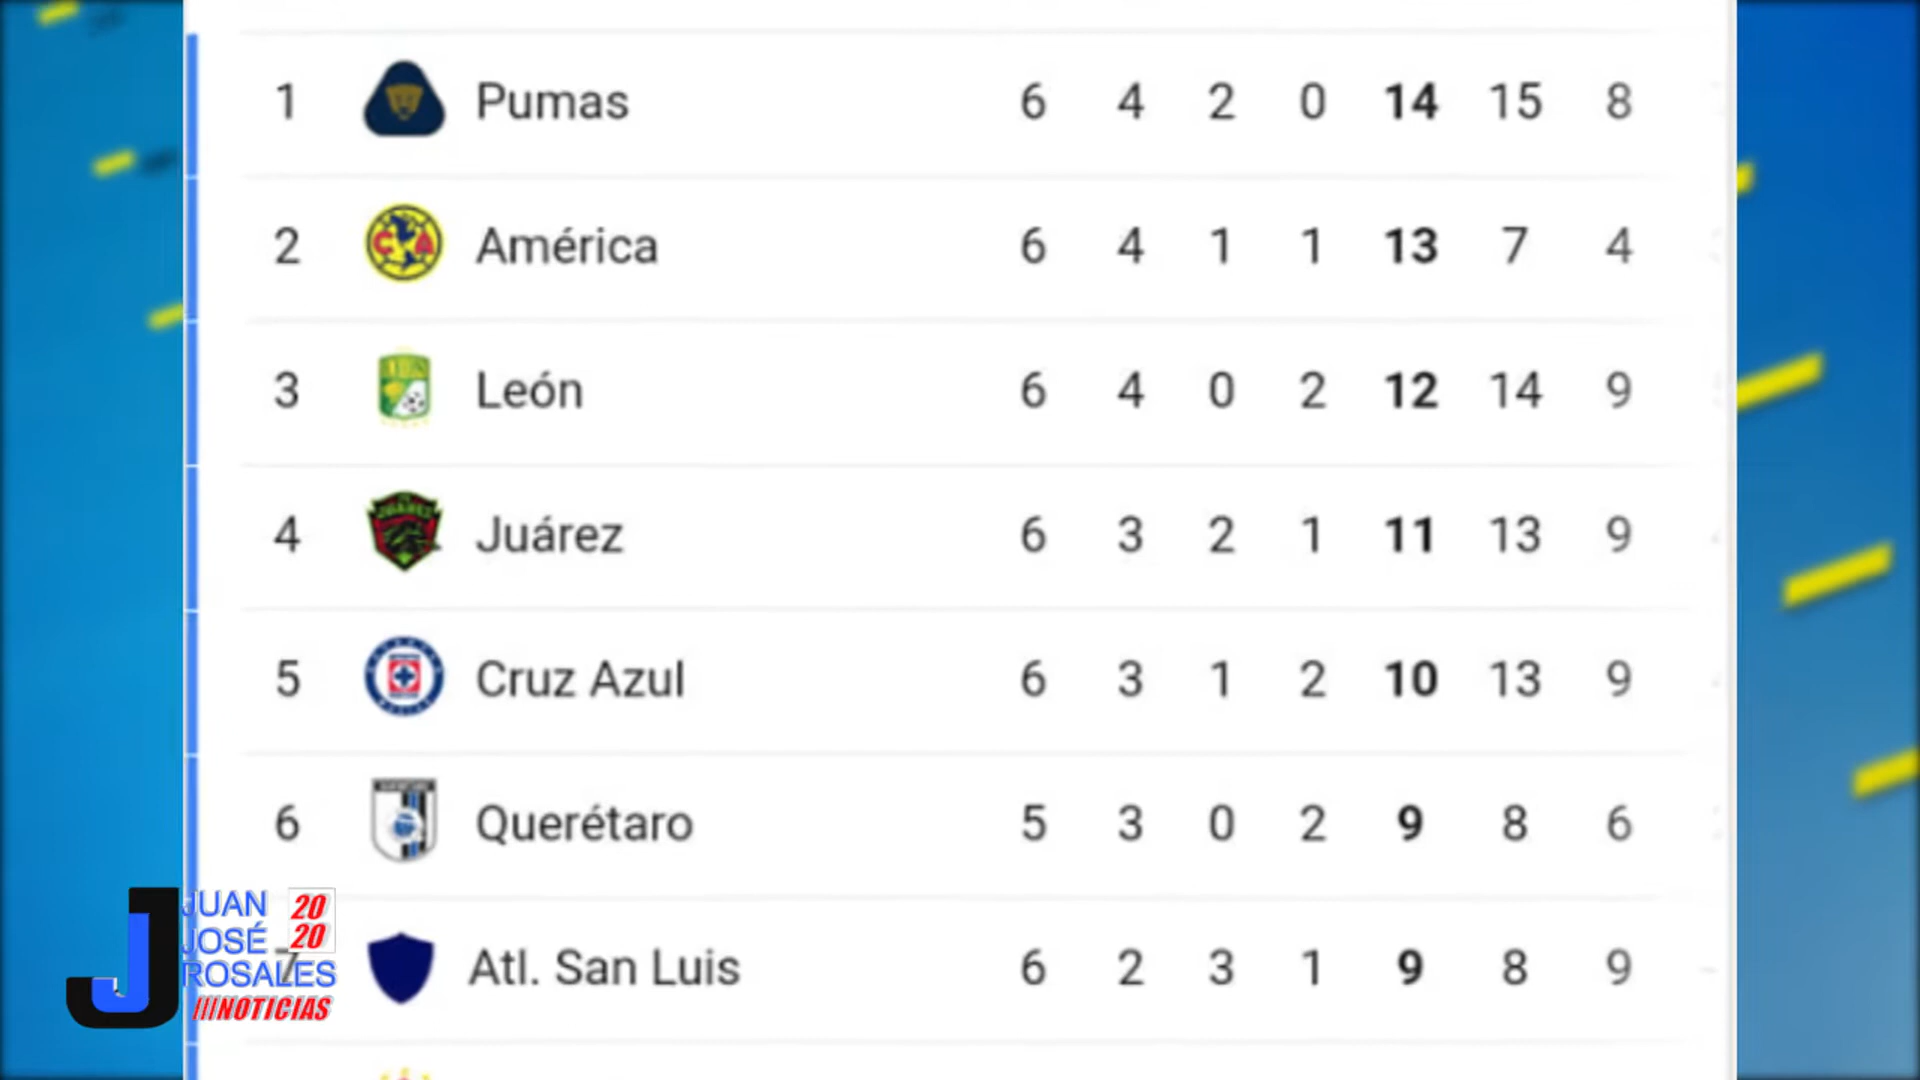 1 Pumas 6 4 2 0 14 15 8
2 América 6 4 1 1 13 7 4
3 León 6 4 0 2 12 14 9
4 Juárez 6 3 2 1 11 13 9
5 Cruz Azul 6 3 1 2 10 13 9
6 Querétaro 5 3 0 2 9 8 6
7 Atl. San Luis 6 2 3 1 9 8 9
JUAN 20
JOSÉ 20
ROSALES
///NOTICIAS